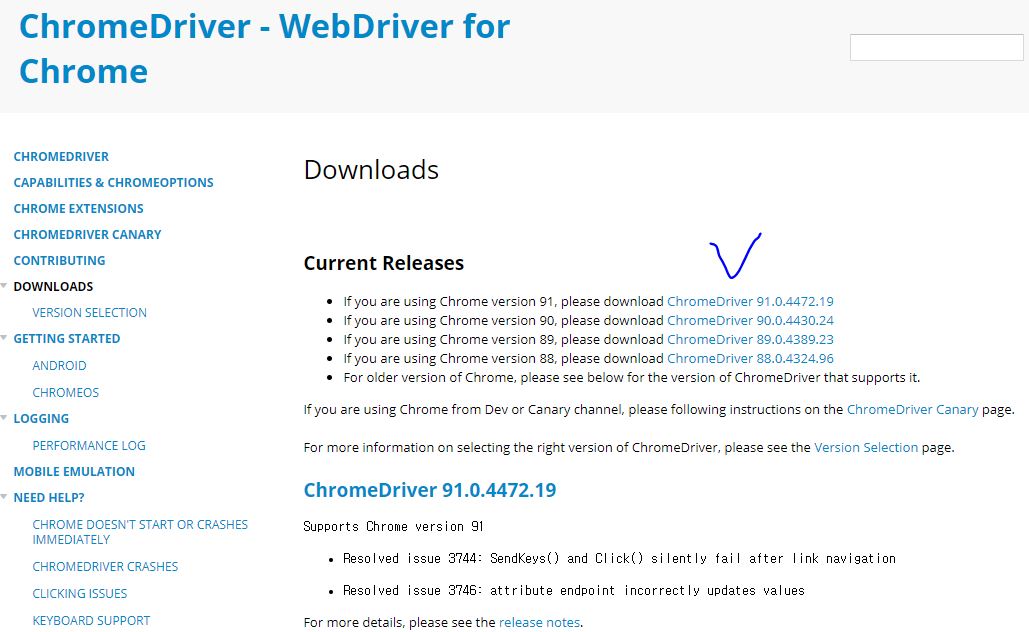 ChromeDriver - WebDriver for
Chrome
CHROMEDRIVER
CAPABILITIES & CHROMEOPTIONS
CHROME EXTENSIONS
CHROMEDRIVER CANARY
CONTRIBUTING
DOWNLOADS
VERSION SELECTION
GETTING STARTED
ANDROID
CHROMEOS
LOGGING
PERFORMANCE LOG
MOBILE EMULATION
NEED HELP?
CHROME DOESN'T START OR CRASHES
IMMEDIATELY
CHROMEDRIVER CRASHES
CLICKING ISSUES
KEYBOARD SUPPORT
Downloads
Current Releases
If you are using Chrome version 91, please download ChromeDriver 91.0.4472.19
If you are using Chrome version 90, please download ChromeDriver 90.0.4430.24
If you are using Chrome version 89, please download ChromeDriver 89.0.4389.23
If you are using Chrome version 88, please download ChromeDriver 88.0.4324.96
For older version of Chrome, please see below for the version of ChromeDriver that supports it.
If you are using Chrome from Dev or Canary channel, please following instructions on the ChromeDriver Canary page.
For more information on selecting the right version of ChromeDriver, please see the Version Selection page.
ChromeDriver 91.0.4472.19
Supports Chrome version 91
Resolved issue 3744: SendKeys() and Click() silently fail after link navigation
Resolved issue 3746: attribute endpoint incorrectly updates values
For more details, please see the release notes.